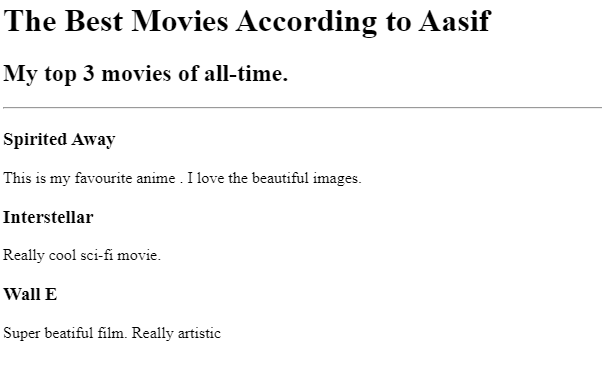 The Best Movies According to Aasif
My top 3 movies of all-time.
Spirited Away
This is my favourite anime . I love the beautiful images.
Interstellar
Really cool sci-fi movie.
Wall E
Super beatiful film. Really artistic